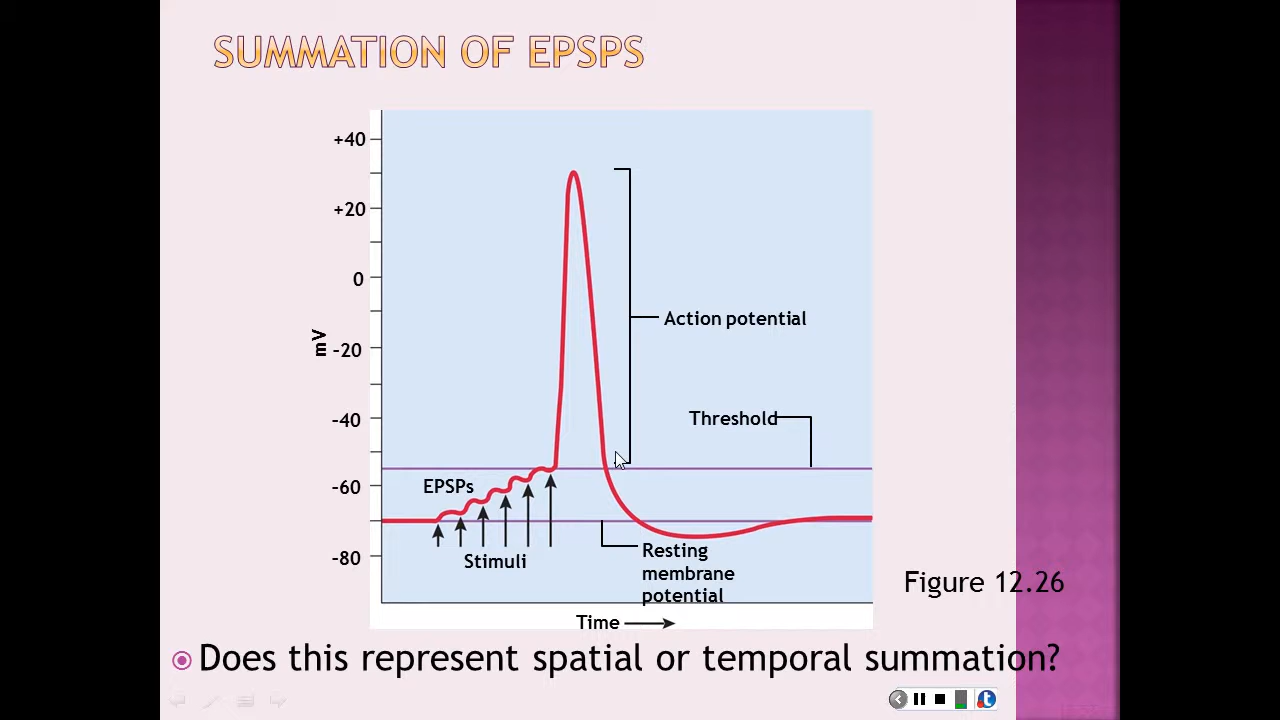 SUMMATION OF EPSPS
+40
+20
0
mV
-20
-40
-60
-80
Action potential
Threshold
EPSPs
Stimuli
Resting
membrane
potential
Time
Figure 12.26
Does this represent spatial or temporal summation?
t